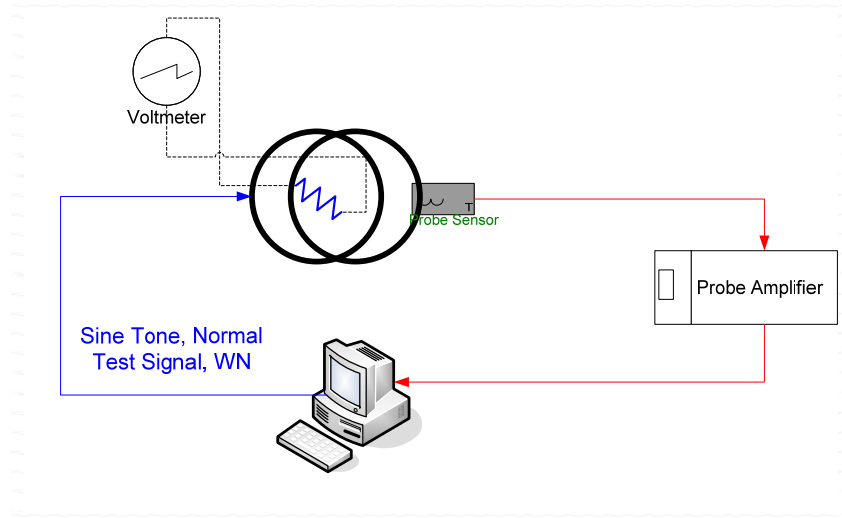 Voltmeter
T
Probe Sensor
Probe Amplifier
Sine Tone, Normal
Test Signal, WN